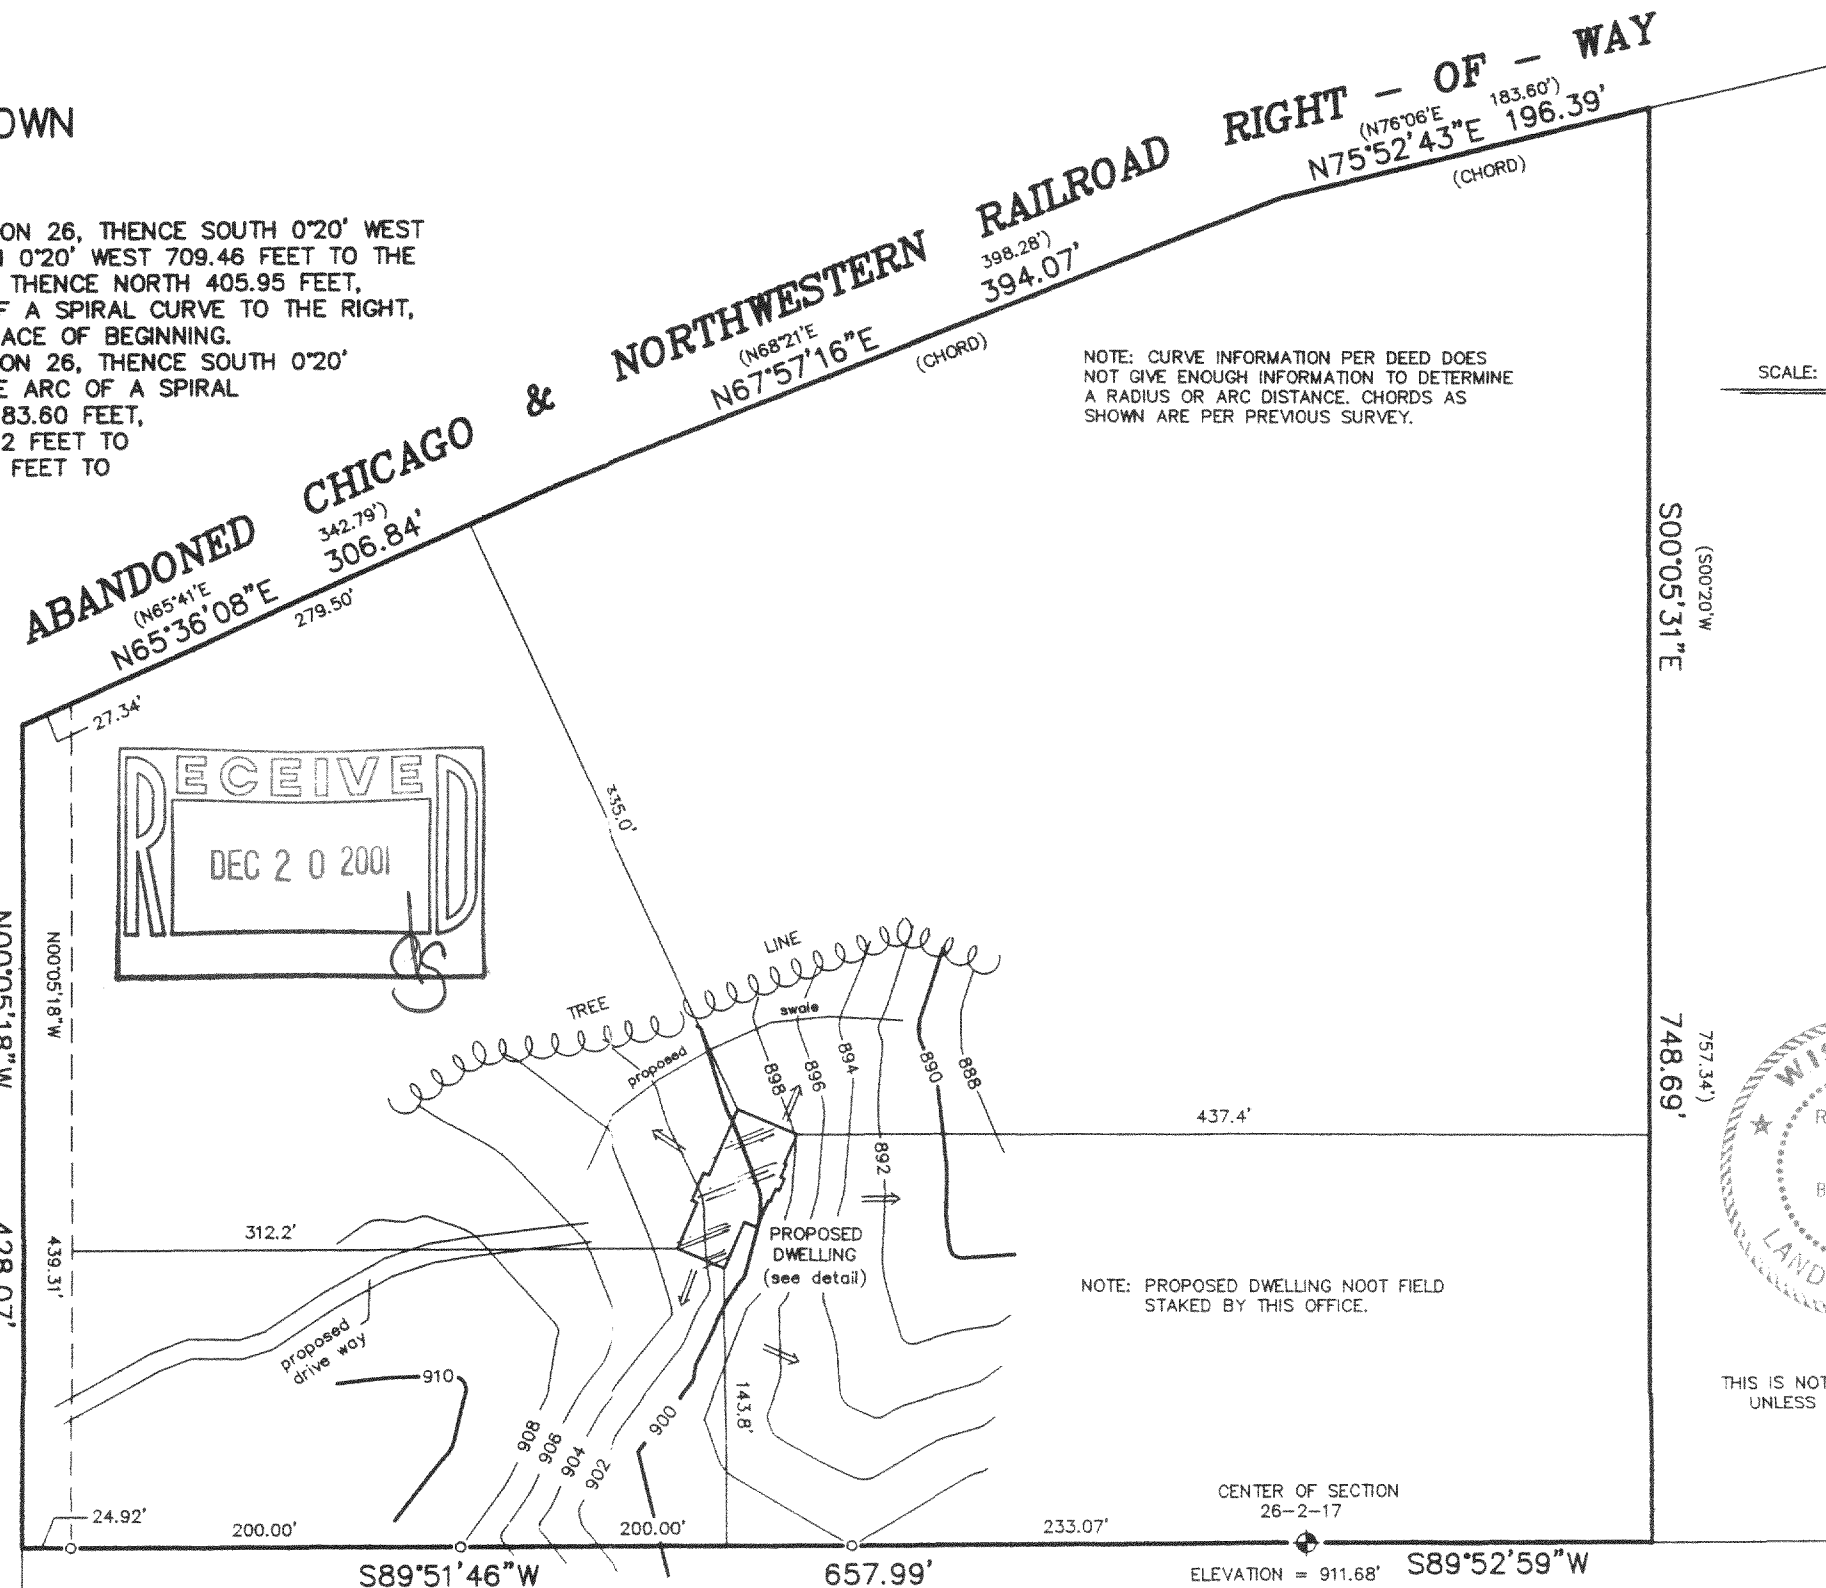 OWN
ON 26, THENCE SOUTH 0°20' WEST
0°20' WEST 709.46 FEET TO THE
THENCE NORTH 405.95 FEET,
A SPIRAL CURVE TO THE RIGHT,
ACE OF BEGINNING.
ON 26, THENCE SOUTH 0°20'
ARC OF A SPIRAL
83.60 FEET,
2 FEET TO
FEET TO
ABANDONED CHICAGO & NORTHWESTERN RAILROAD RIGHT - OF - WAY
(N65°41'E 342.79')
N65°36'08"E 306.84'
279.50'
27.34'
(N68°21'E 398.28')
N67°57'16"E 394.07'
(CHORD)
(N76°06'E 183.60')
N75°52'43"E 196.39'
(CHORD)
NOTE: CURVE INFORMATION PER DEED DOES
NOT GIVE ENOUGH INFORMATION TO DETERMINE
A RADIUS OR ARC DISTANCE. CHORDS AS
SHOWN ARE PER PREVIOUS SURVEY.
SCALE:
(S00°20'W 757.34')
S00°05'31"E 748.69'
RECEIVED
DEC 2 0 2001
N00°05'18"W 428.07'
N00°05'18"W 439.31'
335.0'
TREE LINE
proposed swale
898
896
894
892
890
888
437.4'
312.2'
PROPOSED
DWELLING
(see detail)
proposed
drive way
910
908
906
904
902
900
143.8'
NOTE: PROPOSED DWELLING NOOT FIELD
STAKED BY THIS OFFICE.
WIS
R
B
LAND
THIS IS NOT
UNLESS
CENTER OF SECTION
26-2-17
24.92'
200.00'
200.00'
233.07'
S89°51'46"W
657.99'
ELEVATION = 911.68'
S89°52'59"W